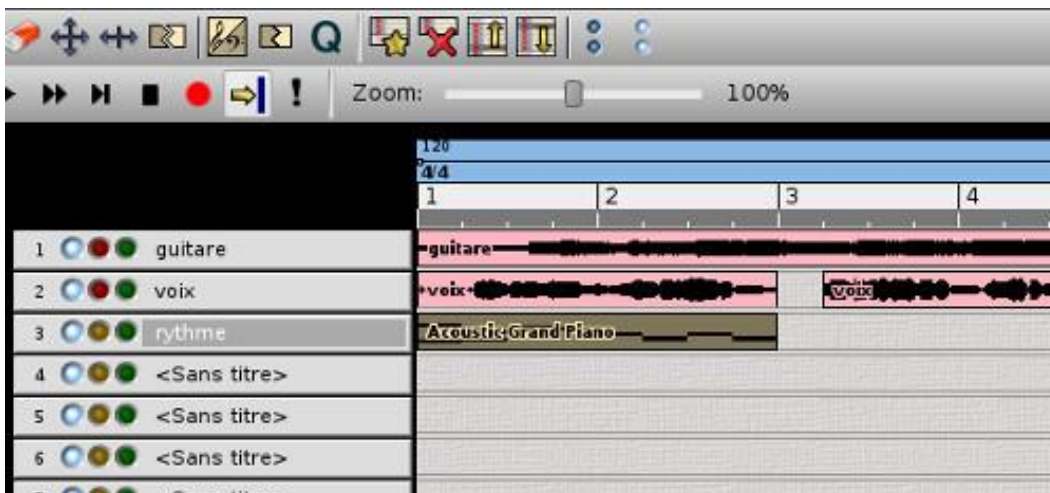 Q
Zoom: 100%
120
4/4
1 2 3 4
1 guitare guitare
2 voix voix voix
3 rythme Acoustic Grand Piano
4 <Sans titre>
5 <Sans titre>
6 <Sans titre>